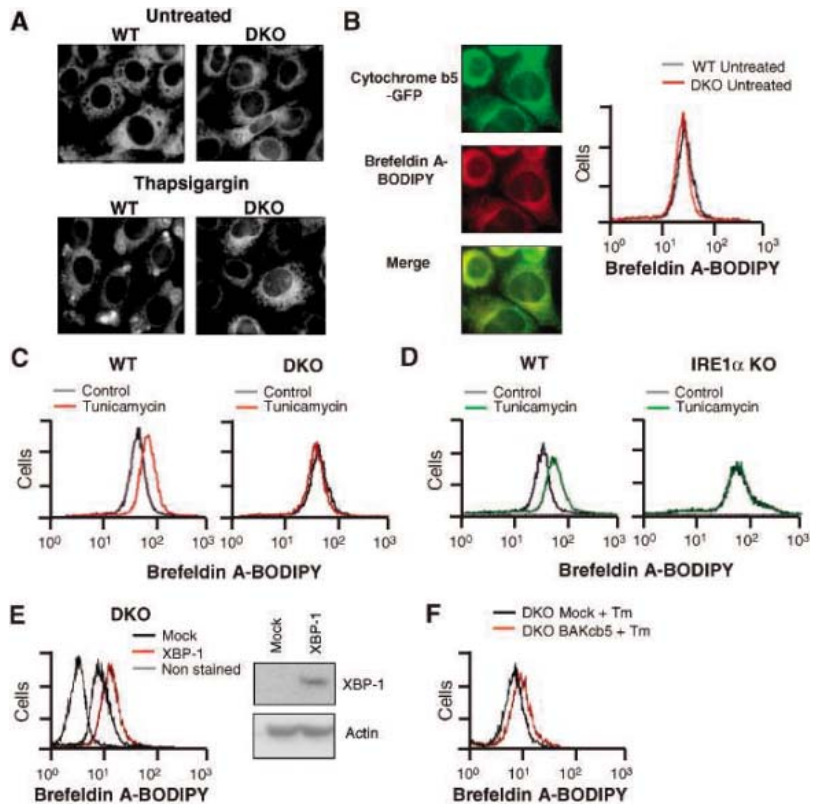 A
Untreated
WT DKO
Thapsigargin
WT DKO
B
Cytochrome b5
-GFP
Brefeldin A-
BODIPY
Merge
WT Untreated
DKO Untreated
Cells
10⁰ 10¹ 10² 10³
Brefeldin A-BODIPY
C
WT DKO
Control Control
Tunicamycin Tunicamycin
Cells
10⁰ 10¹ 10² 10³ 10⁰ 10¹ 10² 10³
Brefeldin A-BODIPY
D
WT IRE1α KO
Control Control
Tunicamycin Tunicamycin
Cells
10⁰ 10¹ 10² 10³ 10⁰ 10¹ 10² 10³
Brefeldin A-BODIPY
E
DKO
Mock
XBP-1
Non stained
Cells
10⁰ 10¹ 10² 10³
Brefeldin A-BODIPY
Mock
XBP-1
XBP-1
Actin
F
DKO Mock + Tm
DKO BAKcb5 + Tm
Cells
10⁰ 10¹ 10² 10³
Brefeldin A-BODIPY